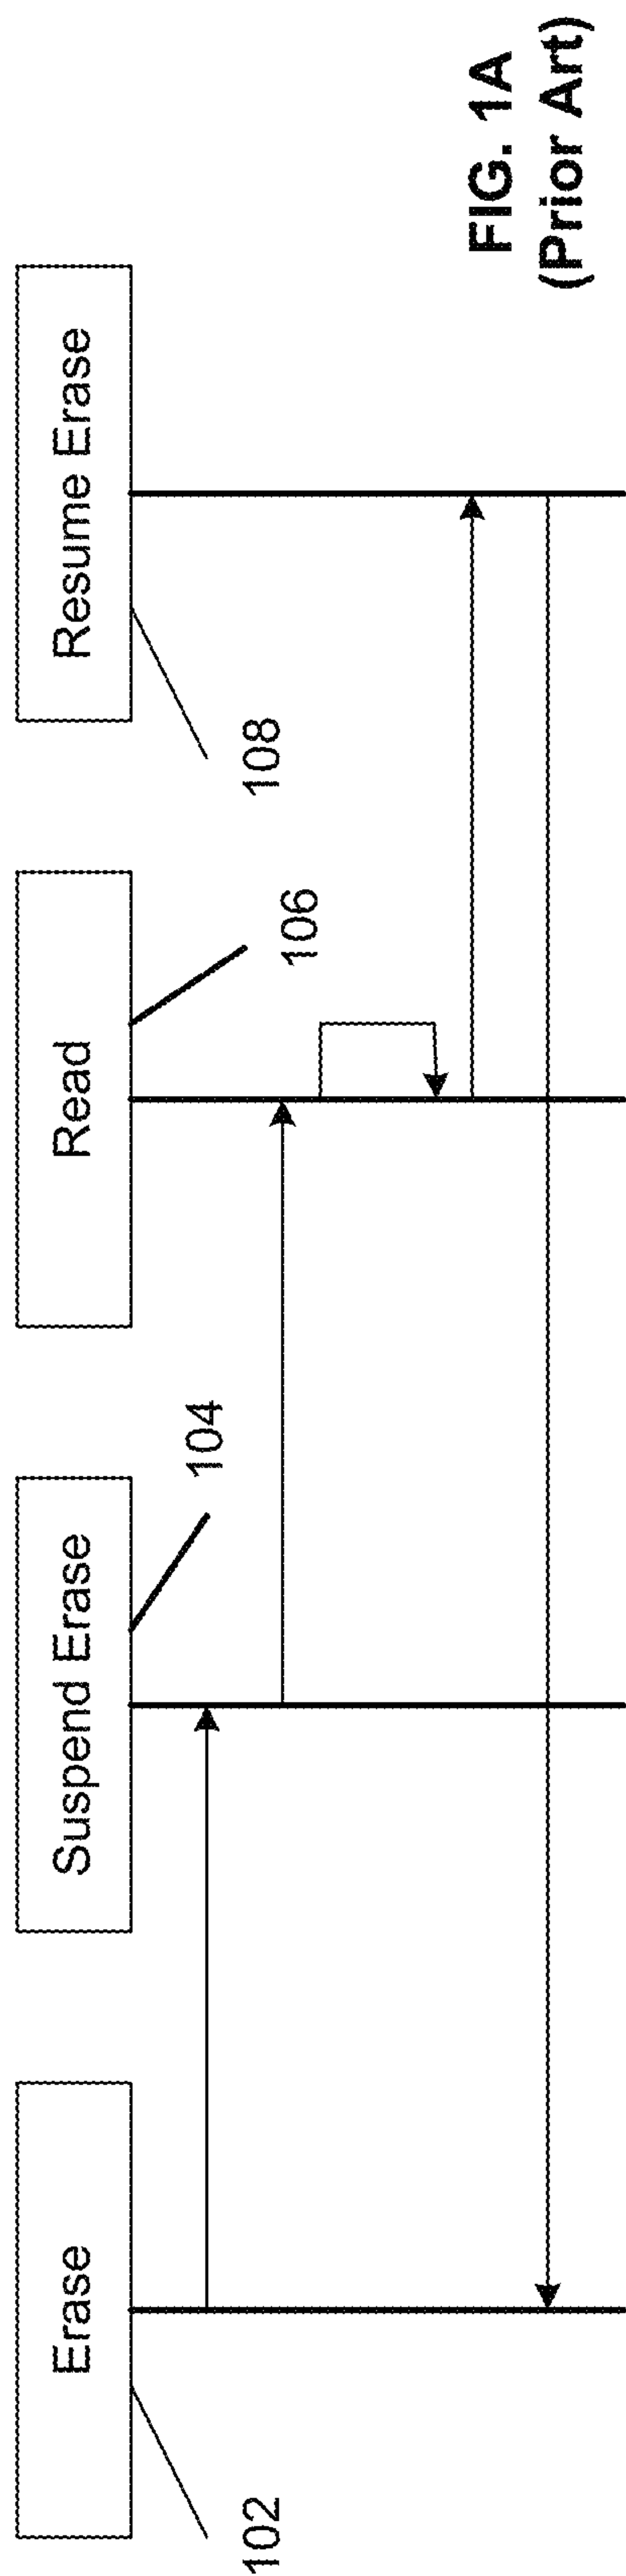 Erase
Suspend Erase
Read
Resume Erase
102
104
106
108
FIG. 1A
(Prior Art)